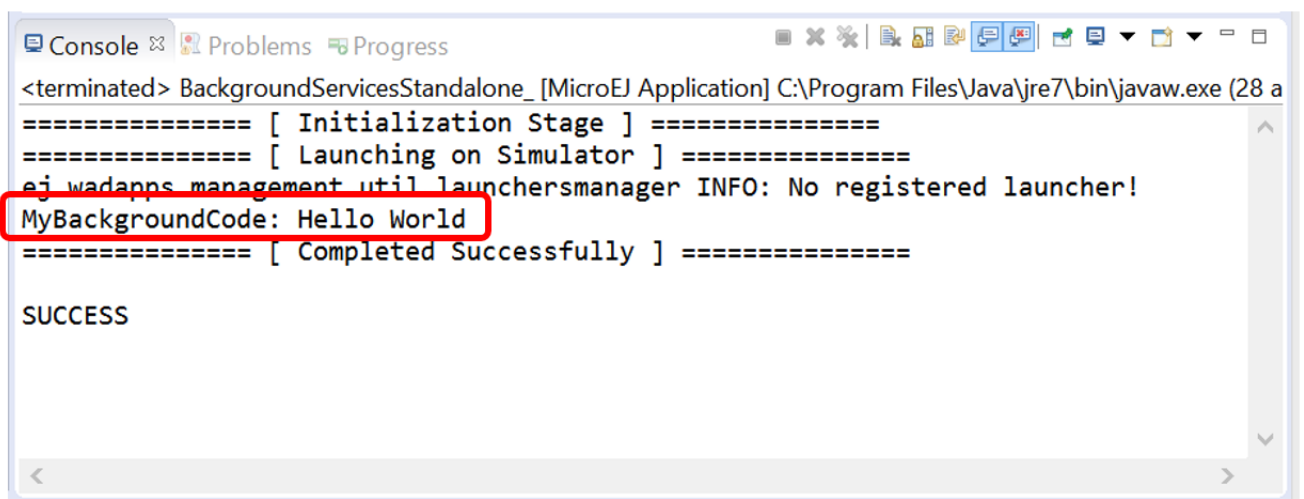 Console Problems Progress
<terminated> BackgroundServicesStandalone_ [MicroEJ Application] C:\Program Files\Java\jre7\bin\javaw.exe (28 a
=============== [ Initialization Stage ] ===============
=============== [ Launching on Simulator ] ===============
ej.wadapps.management.util.launchersmanager INFO: No registered launcher!
MyBackgroundCode: Hello World
=============== [ Completed Successfully ] ===============
SUCCESS